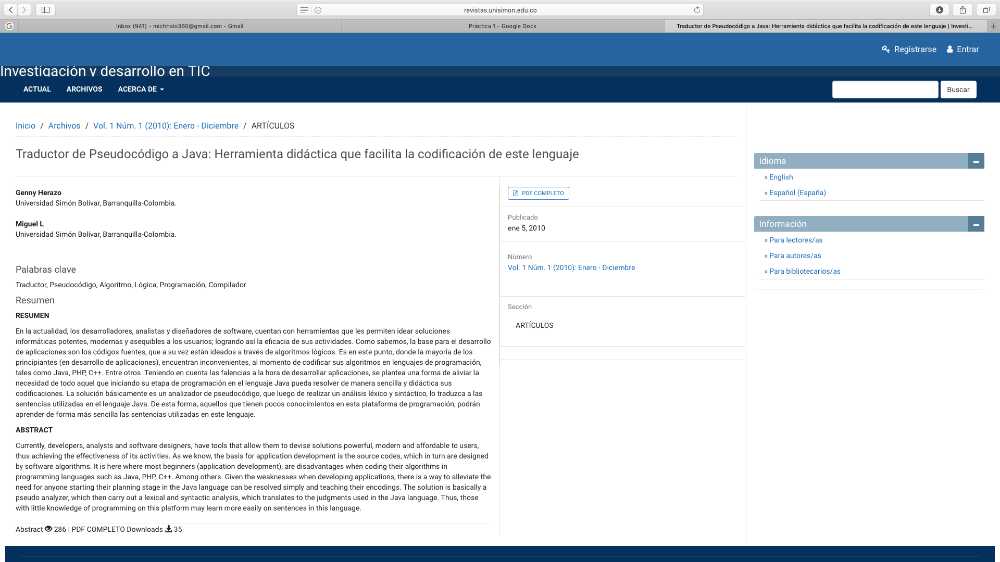 revistas.unisimon.edu.co
Inbox (941) - michhalo360@gmail.com - Gmail
Práctica 1 - Google Docs
Traductor de Pseudocódigo a Java: Herramienta didáctica que facilita la codificación de este lenguaje | Investi...
Registrarse
Entrar
Investigación y desarrollo en TIC
ACTUAL
ARCHIVOS
ACERCA DE
Buscar
Inicio / Archivos / Vol. 1 Núm. 1 (2010): Enero - Diciembre / ARTÍCULOS
Traductor de Pseudocódigo a Java: Herramienta didáctica que facilita la codificación de este lenguaje
Genny Herazo
Universidad Simón Bolívar, Barranquilla-Colombia.
Miguel L
Universidad Simón Bolívar, Barranquilla-Colombia.
Palabras clave
Traductor, Pseudocódigo, Algoritmo, Lógica, Programación, Compilador
Resumen
RESUMEN
En la actualidad, los desarrolladores, analistas y diseñadores de software, cuentan con herramientas que les permiten idear soluciones
informáticas potentes, modernas y asequibles a los usuarios; logrando así la eficacia de sus actividades. Como sabemos, la base para el desarrollo
de aplicaciones son los códigos fuentes, que a su vez están ideados a través de algoritmos lógicos. Es en este punto, donde la mayoría de los
principiantes (en desarrollo de aplicaciones), encuentran inconvenientes, al momento de codificar sus algoritmos en lenguajes de programación,
tales como Java, PHP, C++. Entre otros. Teniendo en cuenta las falencias a la hora de desarrollar aplicaciones, se plantea una forma de aliviar la
necesidad de todo aquel que iniciando su etapa de programación en el lenguaje Java pueda resolver de manera sencilla y didáctica sus
codificaciones. La solución básicamente es un analizador de pseudocódigo, que luego de realizar un análisis léxico y sintáctico, lo traduzca a las
sentencias utilizadas en el lenguaje Java. De esta forma, aquellos que tienen pocos conocimientos en esta plataforma de programación, podrán
aprender de forma más sencilla las sentencias utilizadas en este lenguaje.
ABSTRACT
Currently, developers, analysts and software designers, have tools that allow them to devise solutions powerful, modern and affordable to users,
thus achieving the effectiveness of its activities. As we know, the basis for application development is the source codes, which in turn are designed
by software algorithms. It is here where most beginners (application development), are disadvantages when coding their algorithms in
programming languages such as Java, PHP, C++. Among others. Given the weaknesses when developing applications, there is a way to alleviate the
need for anyone starting their planning stage in the Java language can be resolved simply and teaching their encodings. The solution is basically a
pseudo analyzer, which then carry out a lexical and syntactic analysis, which translates to the judgments used in the Java language. Thus, those
with little knowledge of programming on this platform may learn more easily on sentences in this language.
Abstract 286 | PDF COMPLETO Downloads 35
PDF COMPLETO
Publicado
ene 5, 2010
Número
Vol. 1 Núm. 1 (2010): Enero - Diciembre
Sección
ARTÍCULOS
Idioma
» English
» Español (España)
Información
» Para lectores/as
» Para autores/as
» Para bibliotecarios/as